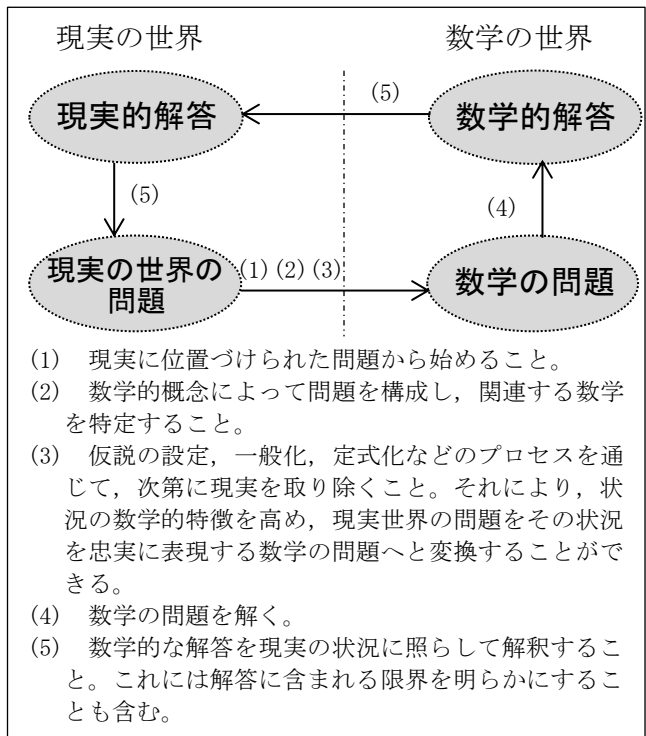 現実の世界
数学の世界
(5)
現実的解答
数学的解答
(5)
(4)
現実の世界の
問題
(1)(2)(3)
数学の問題
(1) 現実に位置づけられた問題から始めること。
(2) 数学的概念によって問題を構成し，関連する数学
を特定すること。
(3) 仮説の設定，一般化，定式化などのプロセスを通
じて，次第に現実を取り除くこと。それにより，状
況の数学的特徴を高め，現実世界の問題をその状況
を忠実に表現する数学の問題へと変換することがで
きる。
(4) 数学の問題を解く。
(5) 数学的な解答を現実の状況に照らして解釈するこ
と。これには解答に含まれる限界を明らかにするこ
とも含む。